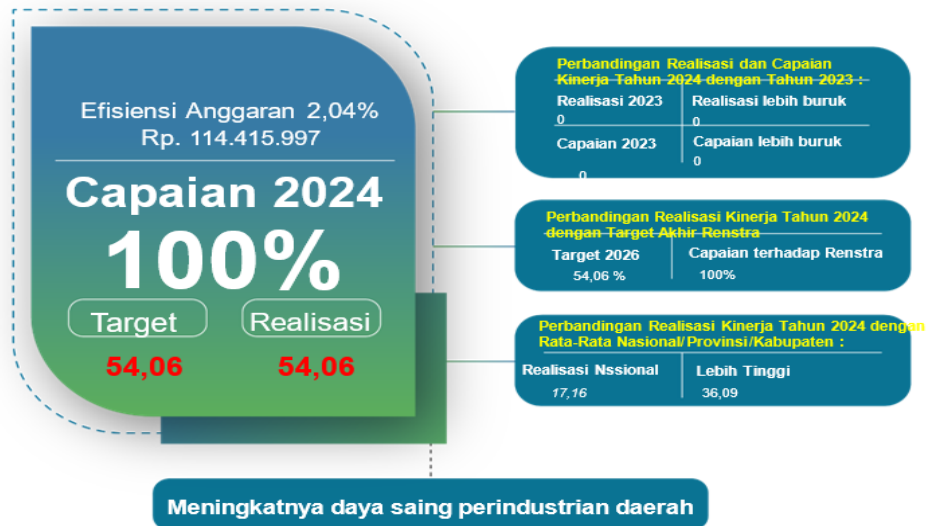 Efisiensi Anggaran 2,04%
Rp. 114.415.997
Capaian 2024
100%
Target
Realisasi
54,06
54,06
Perbandingan Realisasi dan Capaian
Kinerja Tahun 2024 dengan Tahun 2023 :
Realisasi 2023
0
Realisasi lebih buruk
0
Capaian 2023
0
Capaian lebih buruk
0
Perbandingan Realisasi Kinerja Tahun 2024
dengan Target Akhir Renstra
Target 2026
54,06 %
Capaian terhadap Renstra
100%
Perbandingan Realisasi Kinerja Tahun 2024 dengan
Rata-Rata Nasional/Provinsi/Kabupaten :
Realisasi Nssional
17,16
Lebih Tinggi
36,09
Meningkatnya daya saing perindustrian daerah